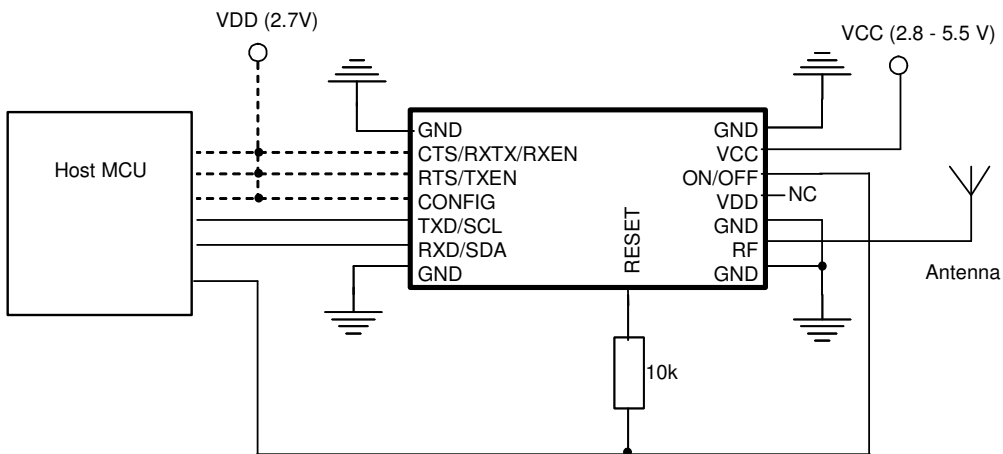 VDD (2.7V)
VCC (2.8 - 5.5 V)
Host MCU
GND
CTS/RXTX/RXEN
RTS/TXEN
CONFIG
TXD/SCL
RXD/SDA
GND
RESET
GND
VCC
ON/OFF
VDD
NC
GND
RF
GND
Antenna
10k